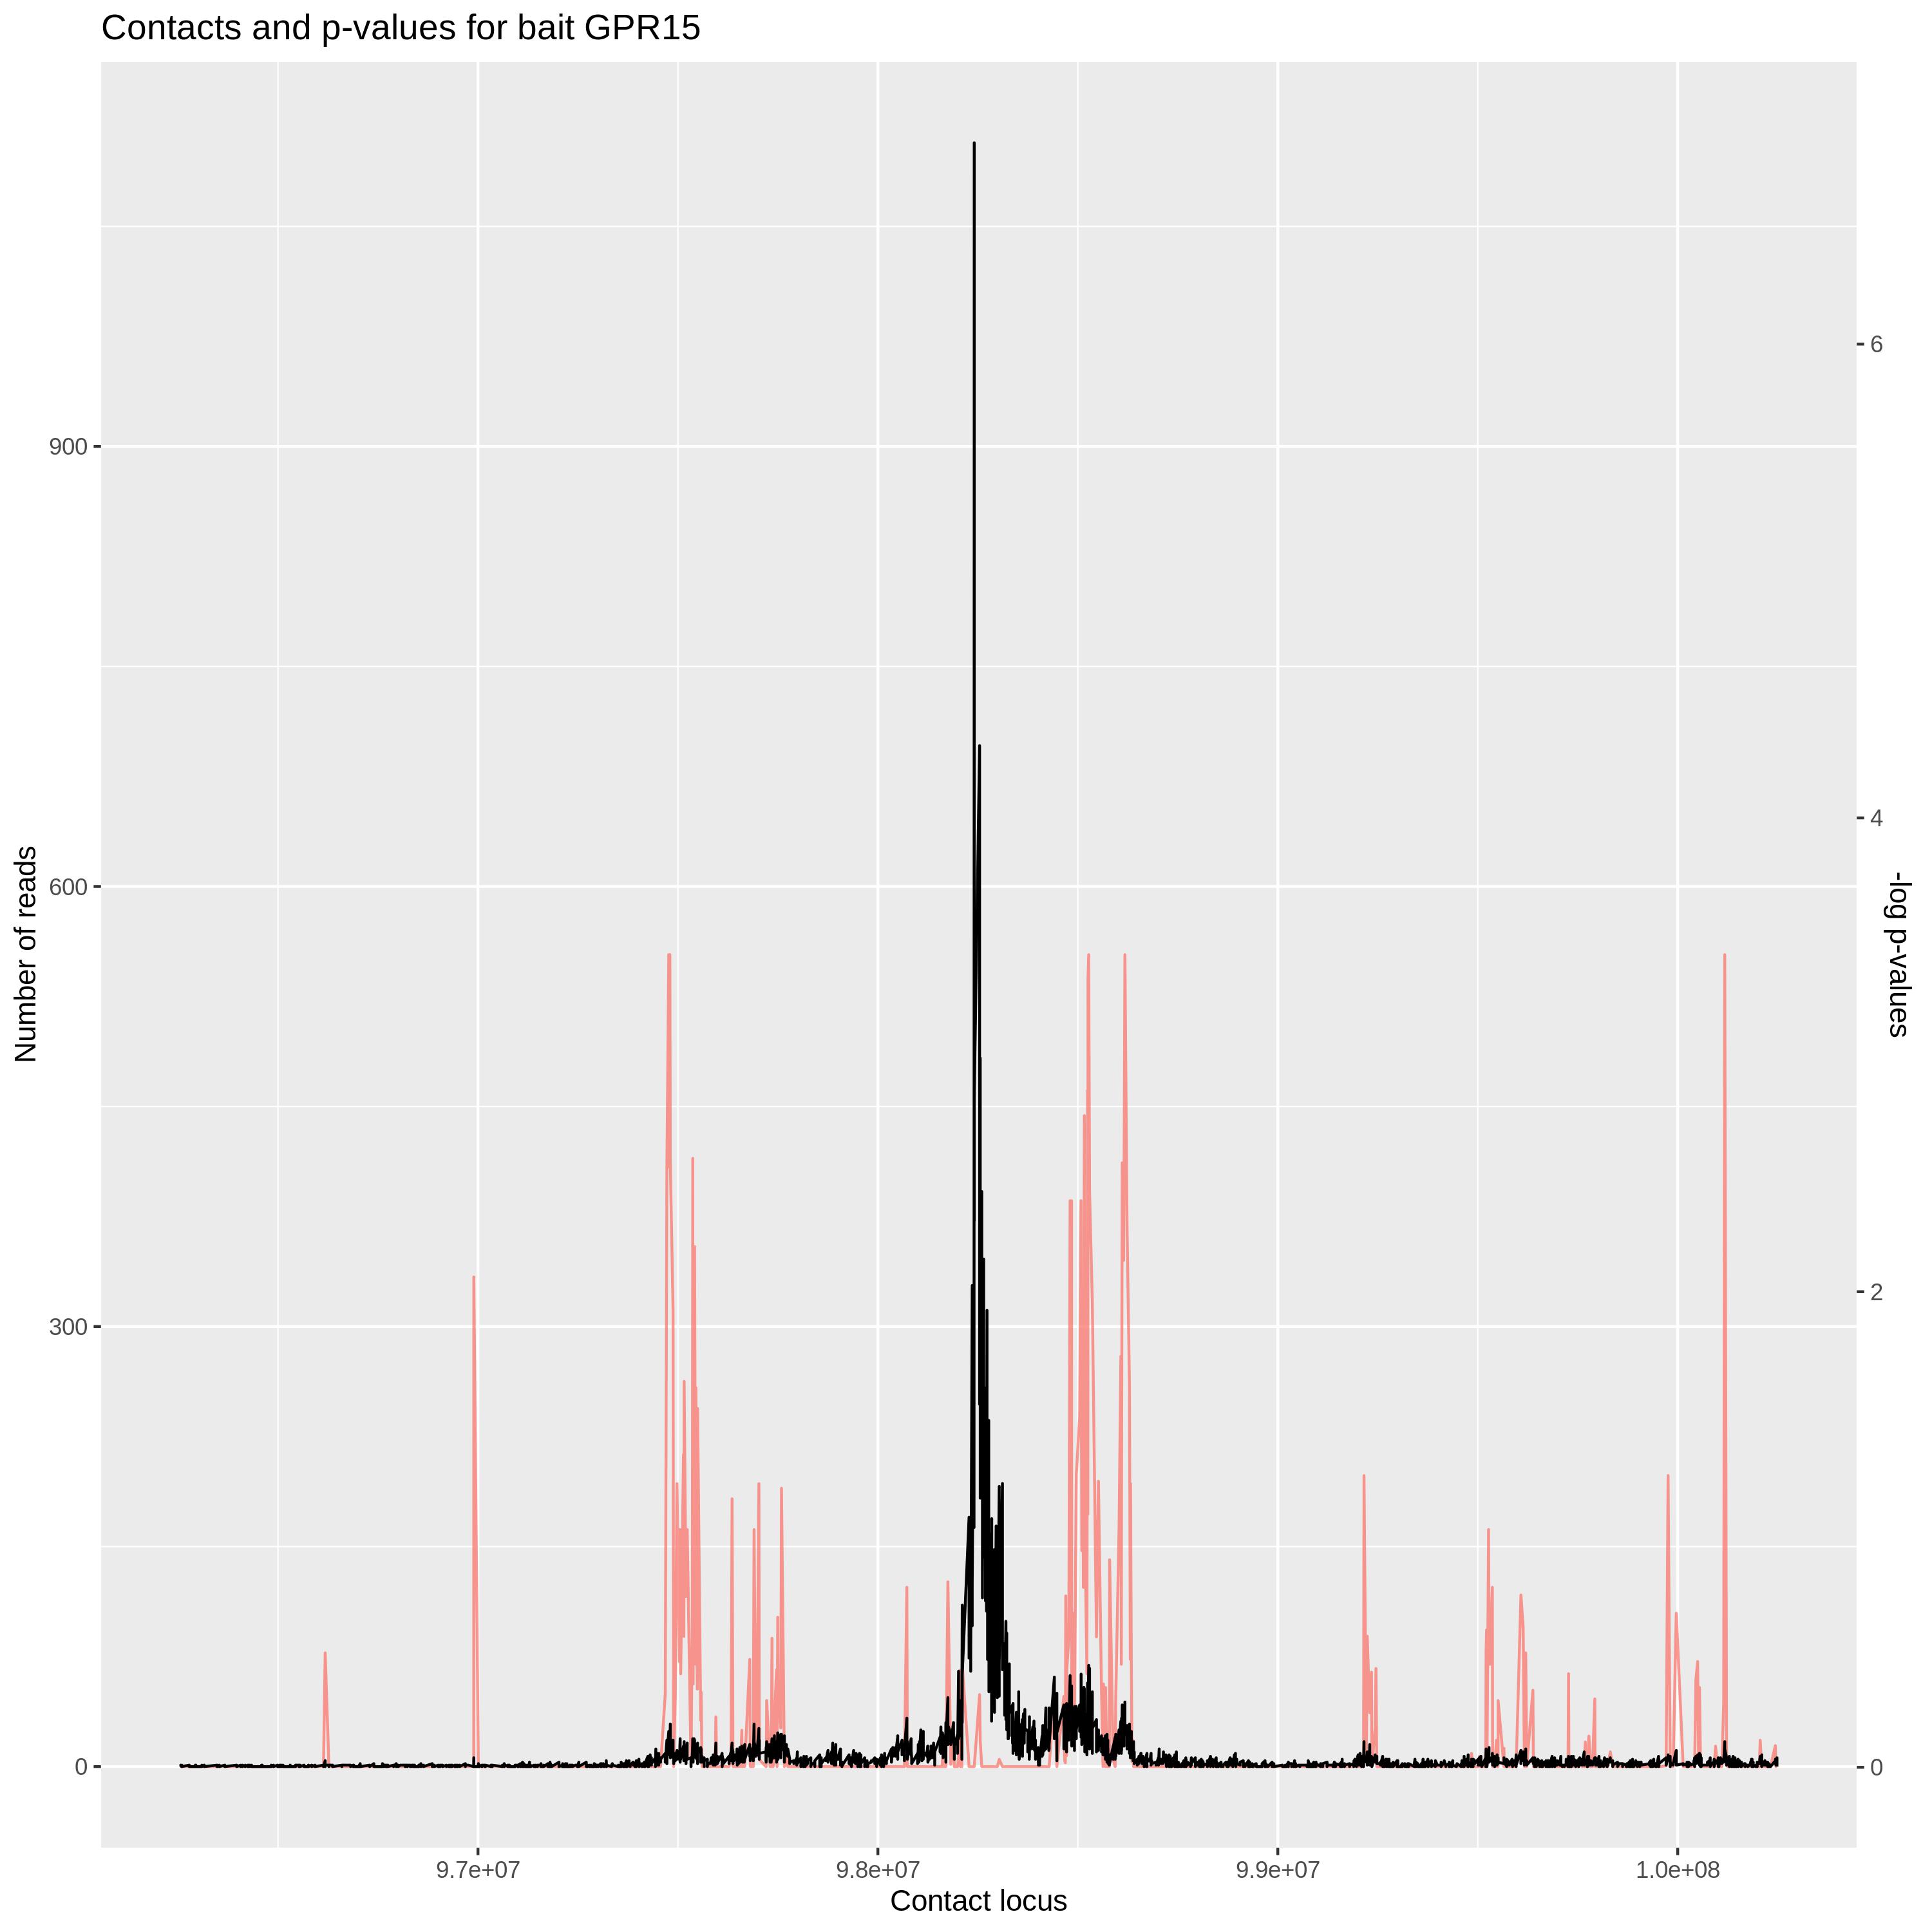 Contacts and p-values for bait GPR15
Number of reads
900
600
300
0
6
4
2
0
-log p-values
9.7e+07
9.8e+07
9.9e+07
1.0e+08
Contact locus